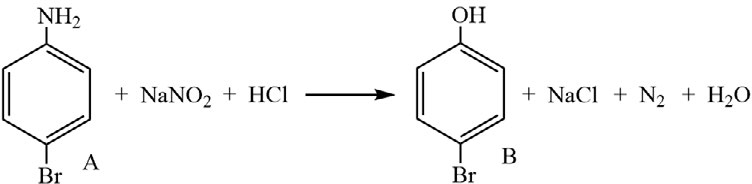 NH₂ OH
+ NaNO₂ + HCl + NaCl + N₂ + H₂O
Br A Br B